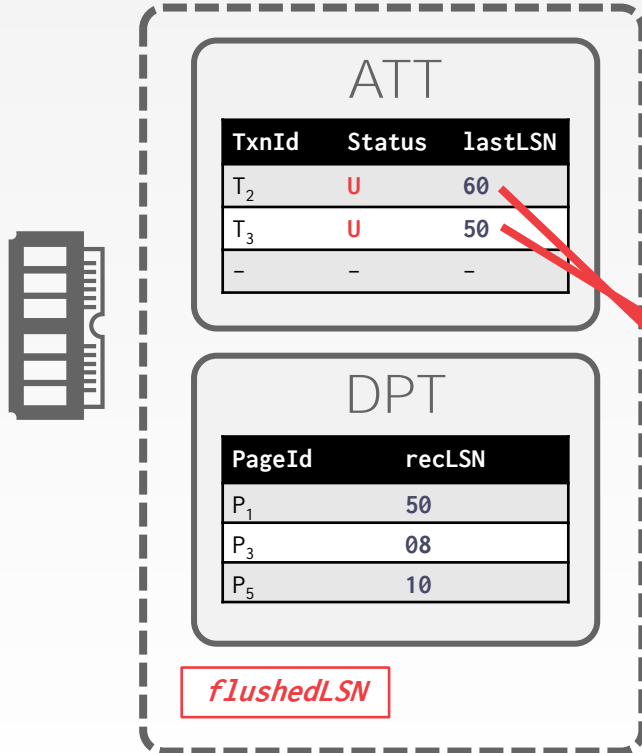 ATT
TxnId Status lastLSN
T2 U 60
T3 U 50
– – –
DPT
PageId recLSN
P1 50
P3 08
P5 10
flushedLSN